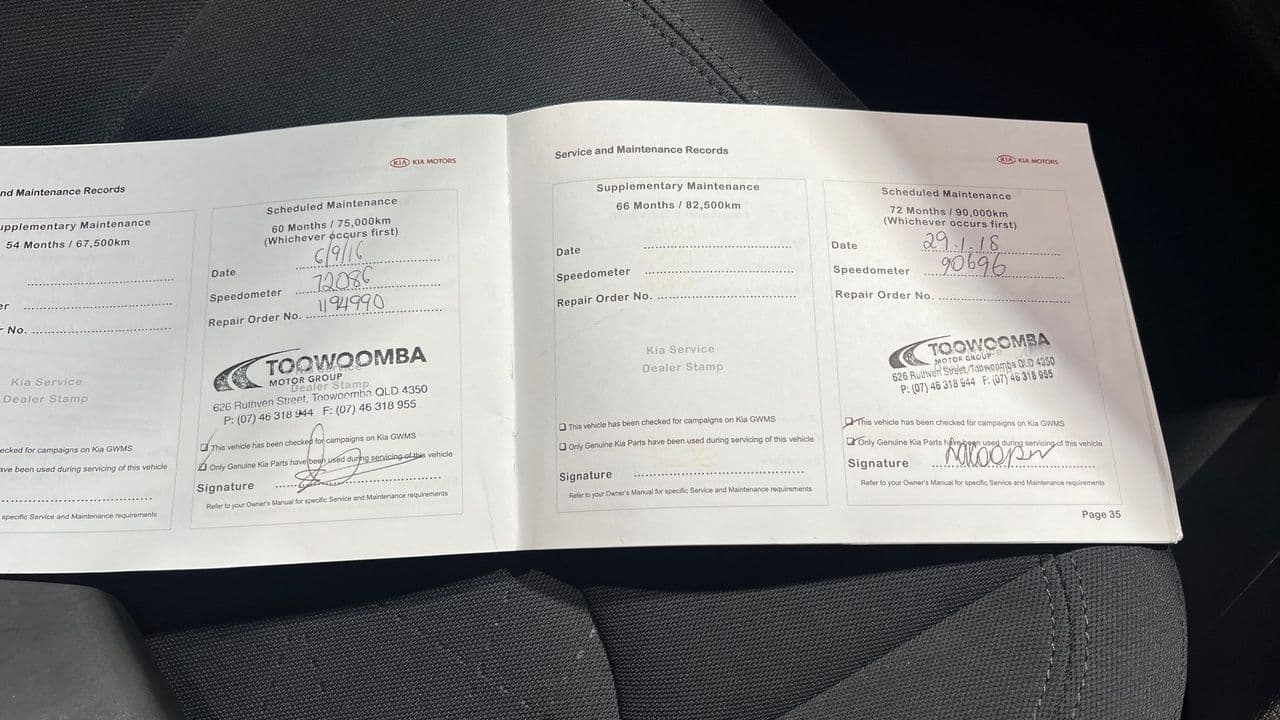 nd Maintenance Records
upplementary Maintenance
54 Months / 67,500km
er
r No.
Kia Service
Dealer Stamp
ecked for campaigns on Kia GWMS
ave been used during servicing of this vehicle
specific Service and Maintenance requirements
KIA KIA MOTORS
Scheduled Maintenance
60 Months / 75,000km
(Whichever occurs first)
Date 6/9/16
Speedometer 72086
Repair Order No. 1194990
TOOWOOMBA
MOTOR GROUP
Dealer Stamp
626 Ruthven Street, Toowoomba QLD 4350
P: (07) 46 318 944 F: (07) 46 318 955
This vehicle has been checked for campaigns on Kia GWMS
Only Genuine Kia Parts have been used during servicing of this vehicle
Signature
Refer to your Owner's Manual for specific Service and Maintenance requirements
Service and Maintenance Records
Supplementary Maintenance
66 Months / 82,500km
Date
Speedometer
Repair Order No.
Kia Service
Dealer Stamp
This vehicle has been checked for campaigns on Kia GWMS
Only Genuine Kia Parts have been used during servicing of this vehicle
Signature
Refer to your Owner's Manual for specific Service and Maintenance requirements
KIA KIA MOTORS
Scheduled Maintenance
72 Months / 90,000km
(Whichever occurs first)
Date 29.1.18
Speedometer 90696
Repair Order No.
TOOWOOMBA
MOTOR GROUP
626 Ruthven Street, Toowoomba QLD 4350
P: (07) 46 318 944 F: (07) 46 318 955
This vehicle has been checked for campaigns on Kia GWMS
Only Genuine Kia Parts have been used during servicing of this vehicle
Signature
Refer to your Owner's Manual for specific Service and Maintenance requirements
Page 35